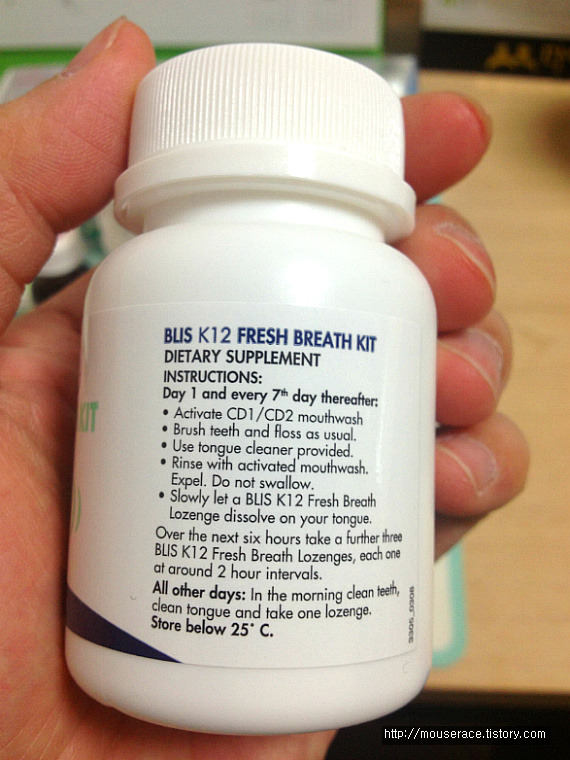 BLIS K12 FRESH BREATH KIT
DIETARY SUPPLEMENT
INSTRUCTIONS:
Day 1 and every 7th day thereafter:
• Activate CD1/CD2 mouthwash
• Brush teeth and floss as usual.
• Use tongue cleaner provided.
• Rinse with activated mouthwash.
Expel. Do not swallow.
• Slowly let a BLIS K12 Fresh Breath
Lozenge dissolve on your tongue.
Over the next six hours take a further three
BLIS K12 Fresh Breath Lozenges, each one
at around 2 hour intervals.
All other days: In the morning clean teeth,
clean tongue and take one lozenge.
Store below 25° C.
KIT
http://mouserace.tistory.com